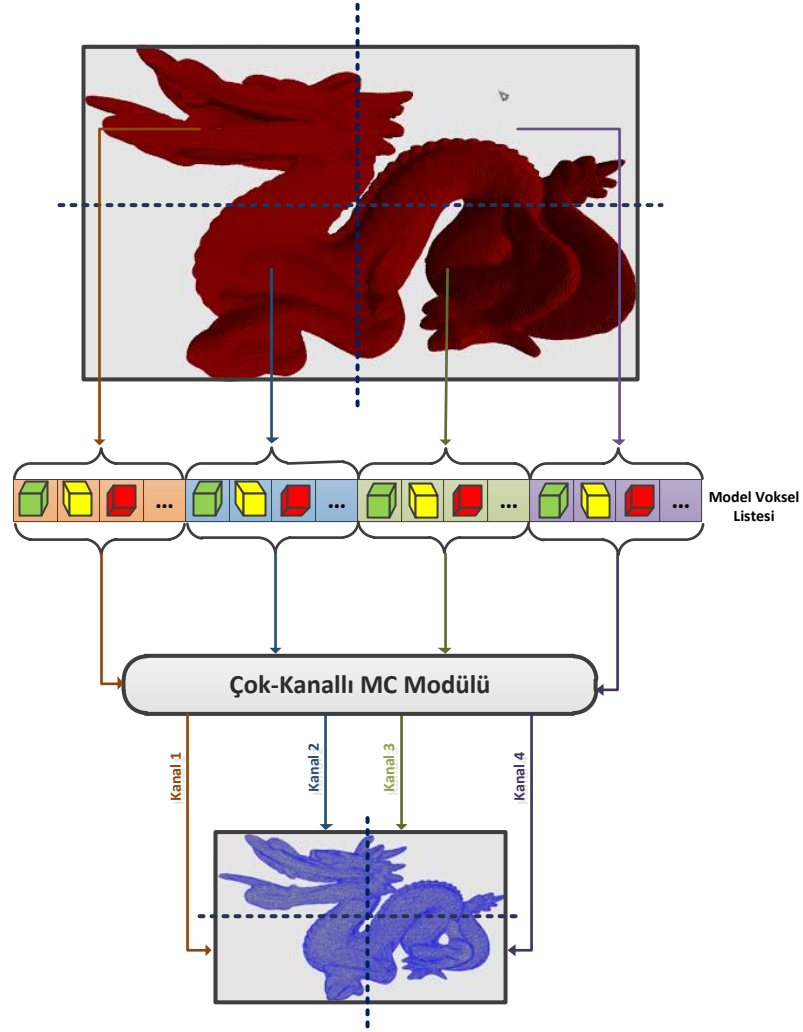 ... ... ... ...
Model Voksel
Listesi
Çok-Kanallı MC Modülü
Kanal 1
Kanal 2
Kanal 3
Kanal 4